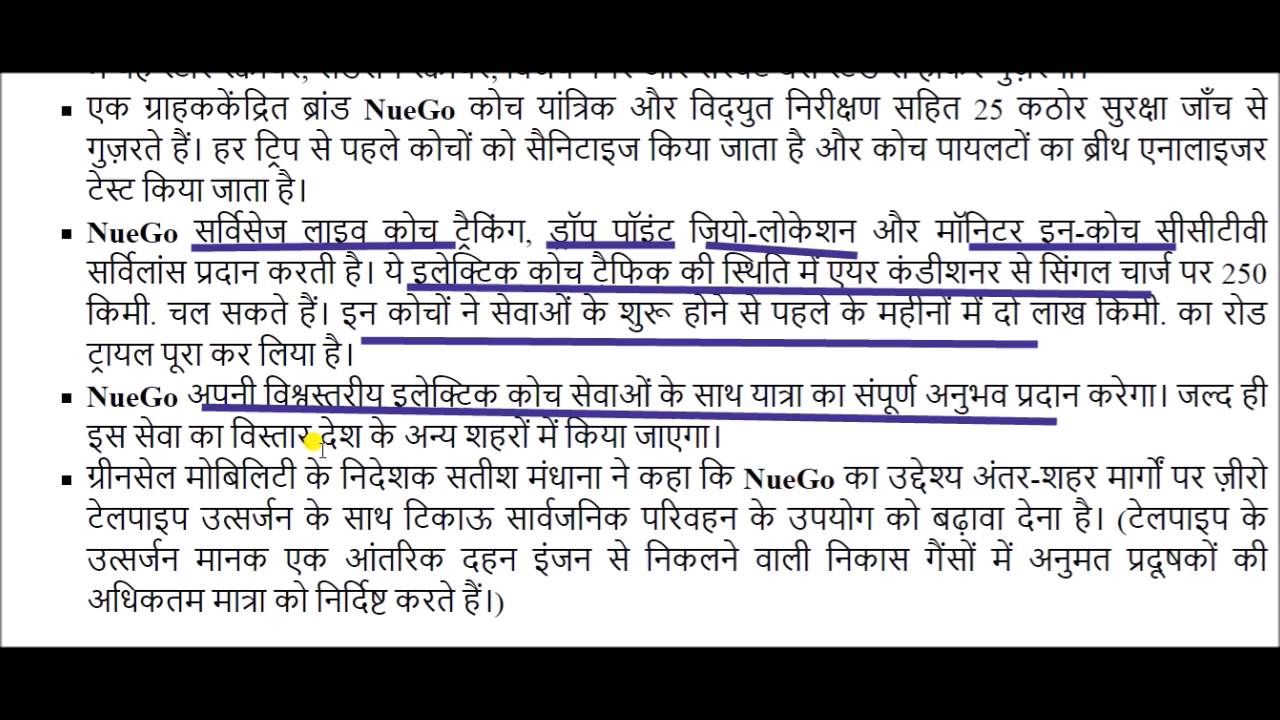 एक ग्राहककेंद्रित ब्रांड NueGo कोच यांत्रिक और विद्युत निरीक्षण सहित 25 कठोर सुरक्षा जाँच से
गुज़रते हैं। हर ट्रिप से पहले कोचों को सैनिटाइज किया जाता है और कोच पायलटों का ब्रीथ एनालाइजर
टेस्ट किया जाता है।
NueGo सर्विसेज लाइव कोच ट्रैकिंग, ड्रॉप पॉइंट जियो-लोकेशन और मॉनिटर इन-कोच सीसीटीवी
सर्विलांस प्रदान करती है। ये इलेक्टिक कोच टैफिक की स्थिति में एयर कंडीशनर से सिंगल चार्ज पर 250
किमी. चल सकते हैं। इन कोचों ने सेवाओं के शुरू होने से पहले के महीनों में दो लाख किमी. का रोड
ट्रायल पूरा कर लिया है।
NueGo अपनी विश्वस्तरीय इलेक्टिक कोच सेवाओं के साथ यात्रा का संपूर्ण अनुभव प्रदान करेगा। जल्द ही
इस सेवा का विस्तार देश के अन्य शहरों में किया जाएगा।
ग्रीनसेल मोबिलिटी के निदेशक सतीश मंधाना ने कहा कि NueGo का उद्देश्य अंतर-शहर मार्गों पर ज़ीरो
टेलपाइप उत्सर्जन के साथ टिकाऊ सार्वजनिक परिवहन के उपयोग को बढ़ावा देना है। (टेलपाइप के
उत्सर्जन मानक एक आंतरिक दहन इंजन से निकलने वाली निकास गैंसों में अनुमत प्रदूषकों की
अधिकतम मात्रा को निर्दिष्ट करते हैं।)